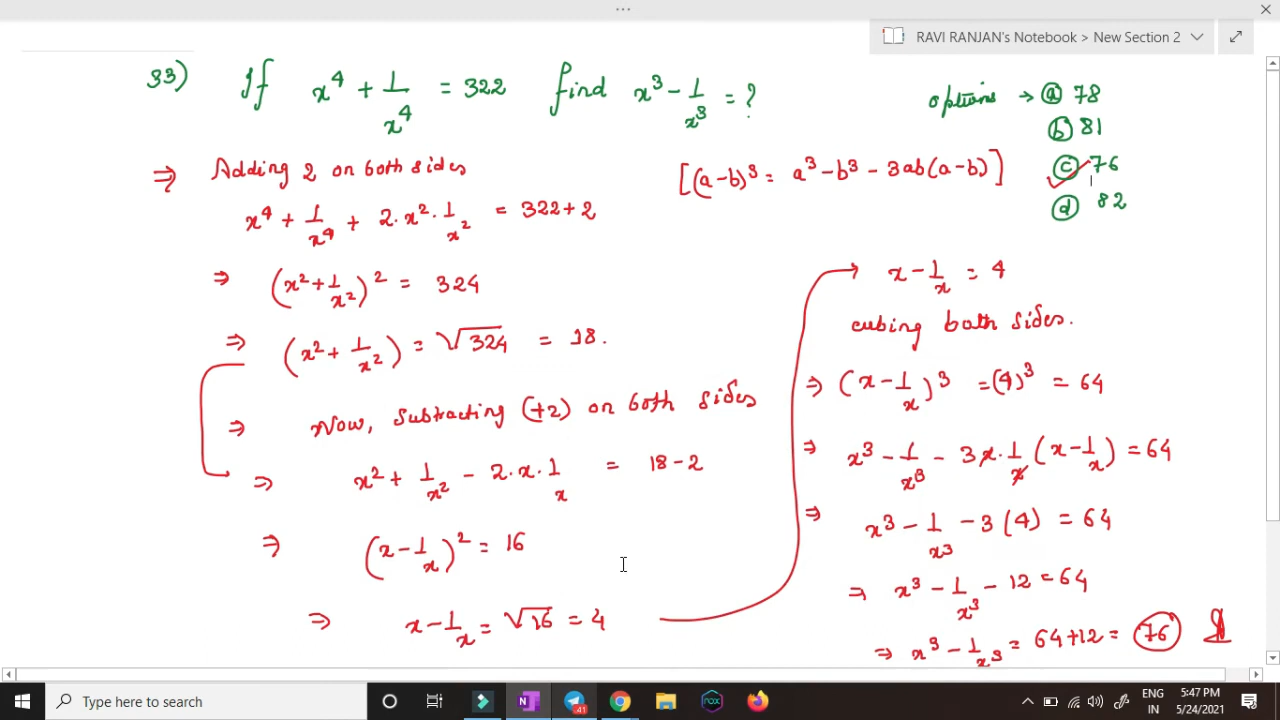 RAVI RANJAN's Notebook > New Section 2
33) If x⁴ + 1/x⁴ = 322 find x³ - 1/x³ = ?
options → (a) 78
(b) 81
(c) 76
(d) 82
⇒ Adding 2 on both sides
[(a-b)³ = a³ - b³ - 3ab(a-b)]
x⁴ + 1/x⁴ + 2·x²·1/x² = 322+2
⇒ (x² + 1/x²)² = 324
⇒ (x² + 1/x²) = √324 = 18.
⇒ Now, subtracting (+2) on both sides
⇒ x² + 1/x² - 2·x·1/x = 18-2
⇒ (x - 1/x)² = 16
⇒ x - 1/x = √16 = 4
x - 1/x = 4
cubing both sides.
⇒ (x - 1/x)³ = (4)³ = 64
⇒ x³ - 1/x³ - 3x·1/x (x - 1/x) = 64
⇒ x³ - 1/x³ - 3(4) = 64
⇒ x³ - 1/x³ - 12 = 64
⇒ x³ - 1/x³ = 64+12 = 76
Type here to search
41
nox
ENG
IN
5:47 PM
5/24/2021